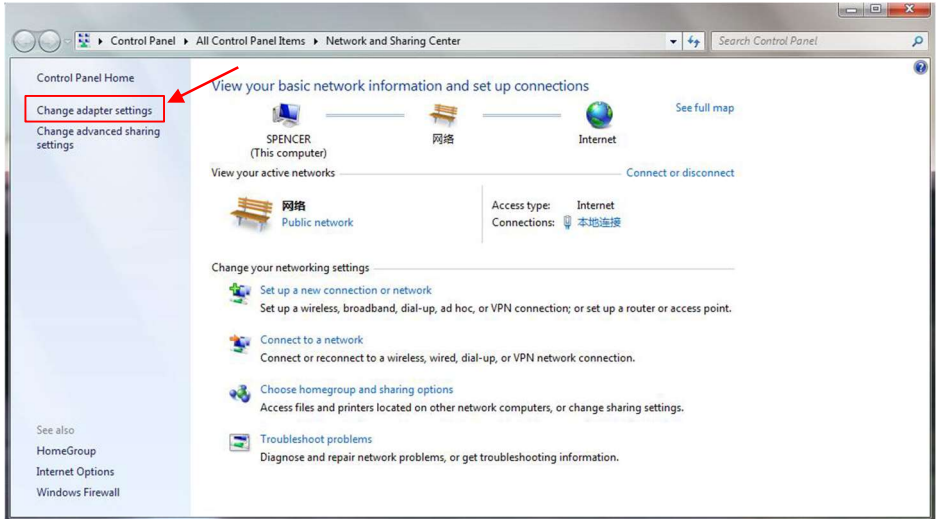 Control Panel ▸ All Control Panel Items ▸ Network and Sharing Center
Search Control Panel
Control Panel Home
Change adapter settings
Change advanced sharing
settings
View your basic network information and set up connections
See full map
SPENCER
(This computer)
网络
Internet
View your active networks
Connect or disconnect
网络
Public network
Access type: Internet
Connections: 本地连接
Change your networking settings
Set up a new connection or network
Set up a wireless, broadband, dial-up, ad hoc, or VPN connection; or set up a router or access point.
Connect to a network
Connect or reconnect to a wireless, wired, dial-up, or VPN network connection.
Choose homegroup and sharing options
Access files and printers located on other network computers, or change sharing settings.
Troubleshoot problems
Diagnose and repair network problems, or get troubleshooting information.
See also
HomeGroup
Internet Options
Windows Firewall